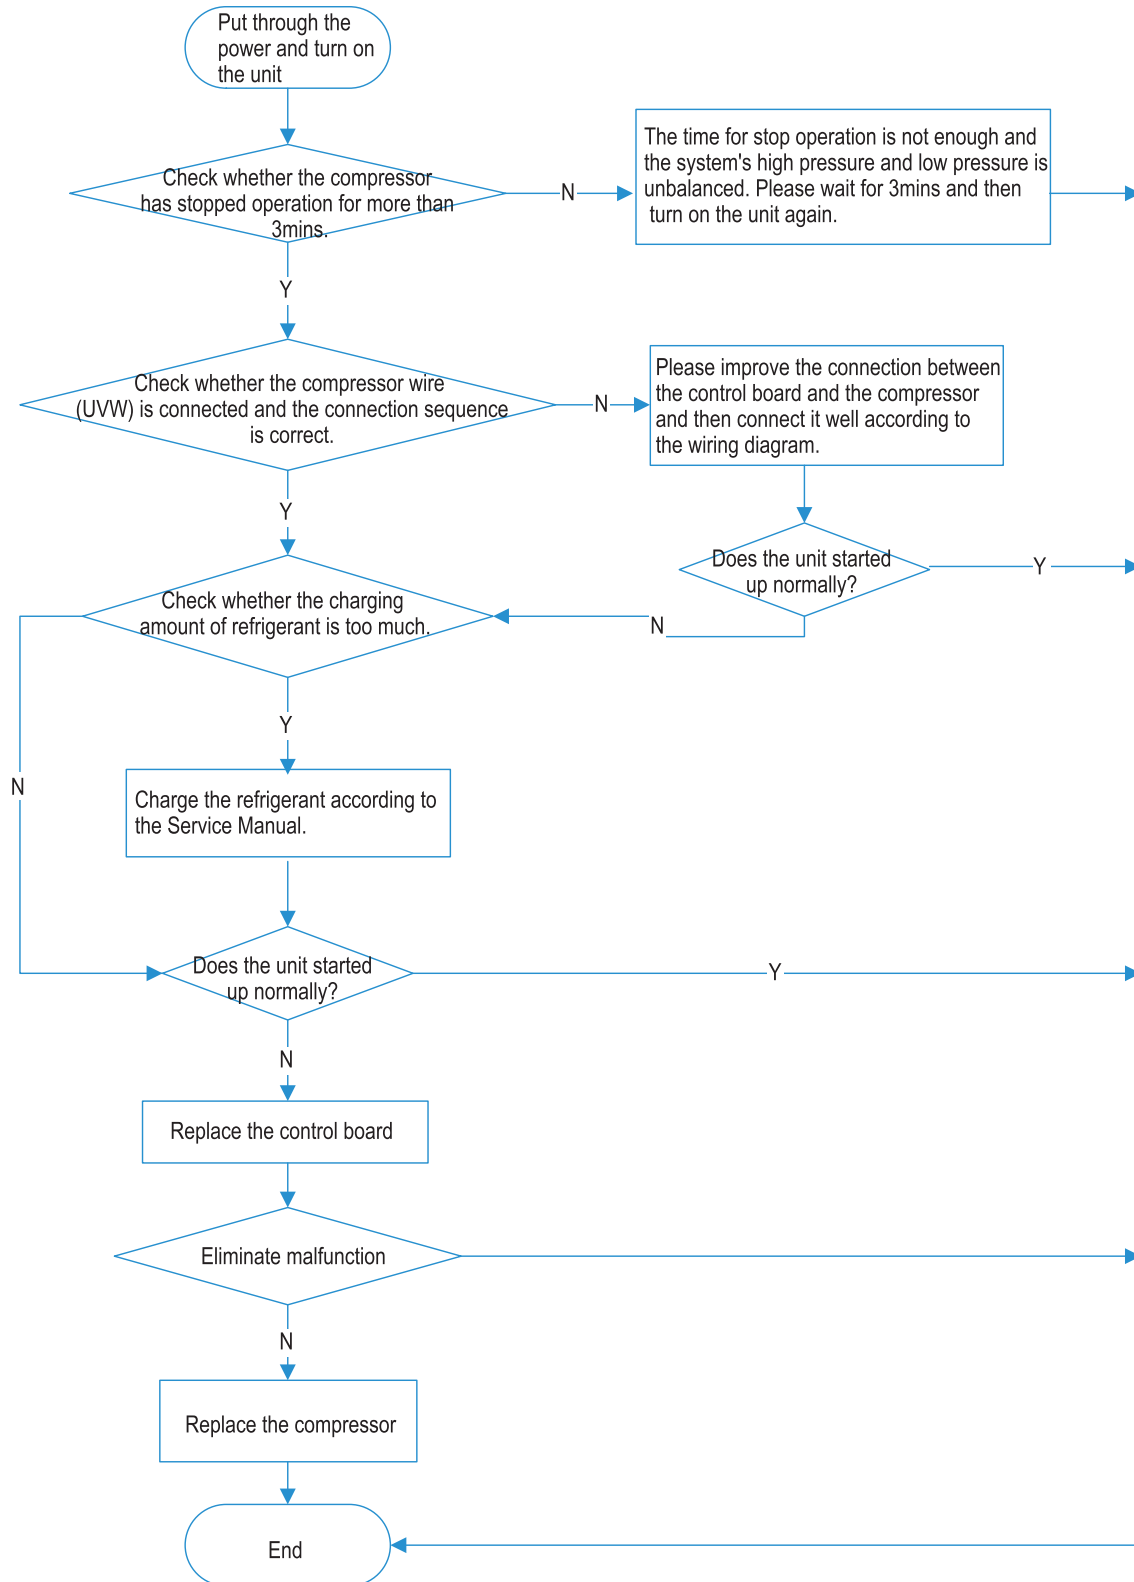 Put through the
power and turn on
the unit
Check whether the compressor
has stopped operation for more than
3mins.
N
The time for stop operation is not enough and
the system's high pressure and low pressure is
unbalanced. Please wait for 3mins and then
turn on the unit again.
Y
Check whether the compressor wire
(UVW) is connected and the connection sequence
is correct.
N
Please improve the connection between
the control board and the compressor
and then connect it well according to
the wiring diagram.
Y
Does the unit started
up normally?
Y
N
Check whether the charging
amount of refrigerant is too much.
Y
N
Charge the refrigerant according to
the Service Manual.
Does the unit started
up normally?
Y
N
Replace the control board
Eliminate malfunction
N
Replace the compressor
End